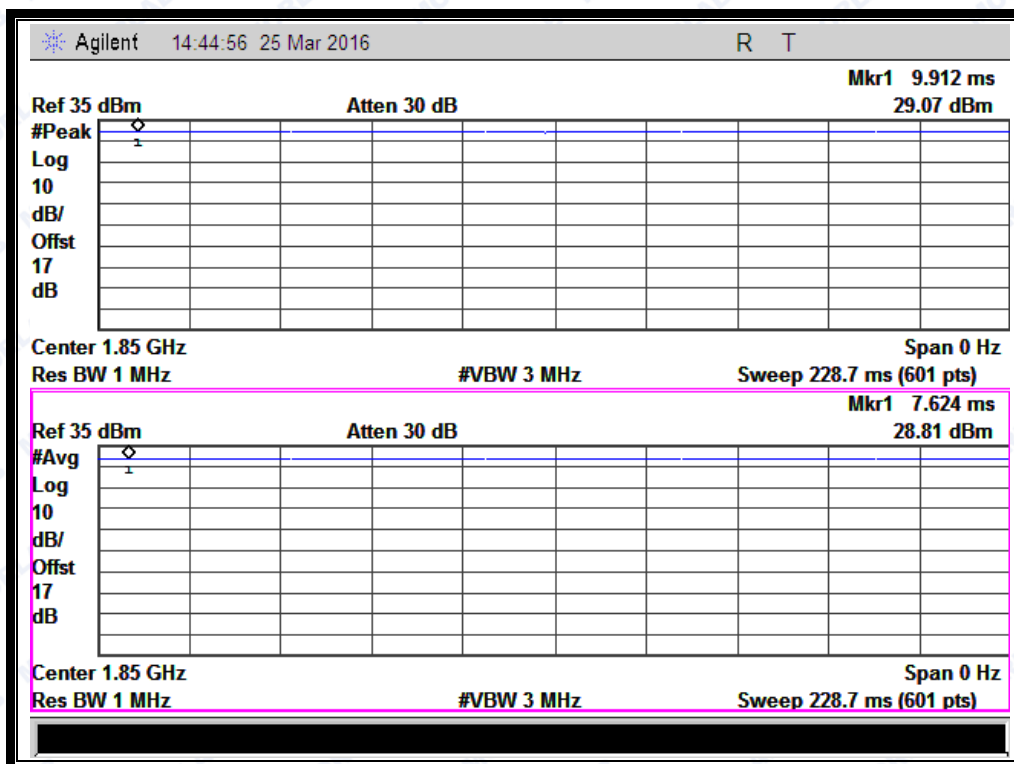 Agilent 14:44:56 25 Mar 2016 R T
Mkr1 9.912 ms
Ref 35 dBm Atten 30 dB 29.07 dBm
#Peak
1
Log
10
dB/
Offst
17
dB
Center 1.85 GHz Span 0 Hz
Res BW 1 MHz #VBW 3 MHz Sweep 228.7 ms (601 pts)
Mkr1 7.624 ms
Ref 35 dBm Atten 30 dB 28.81 dBm
#Avg
1
Log
10
dB/
Offst
17
dB
Center 1.85 GHz Span 0 Hz
Res BW 1 MHz #VBW 3 MHz Sweep 228.7 ms (601 pts)